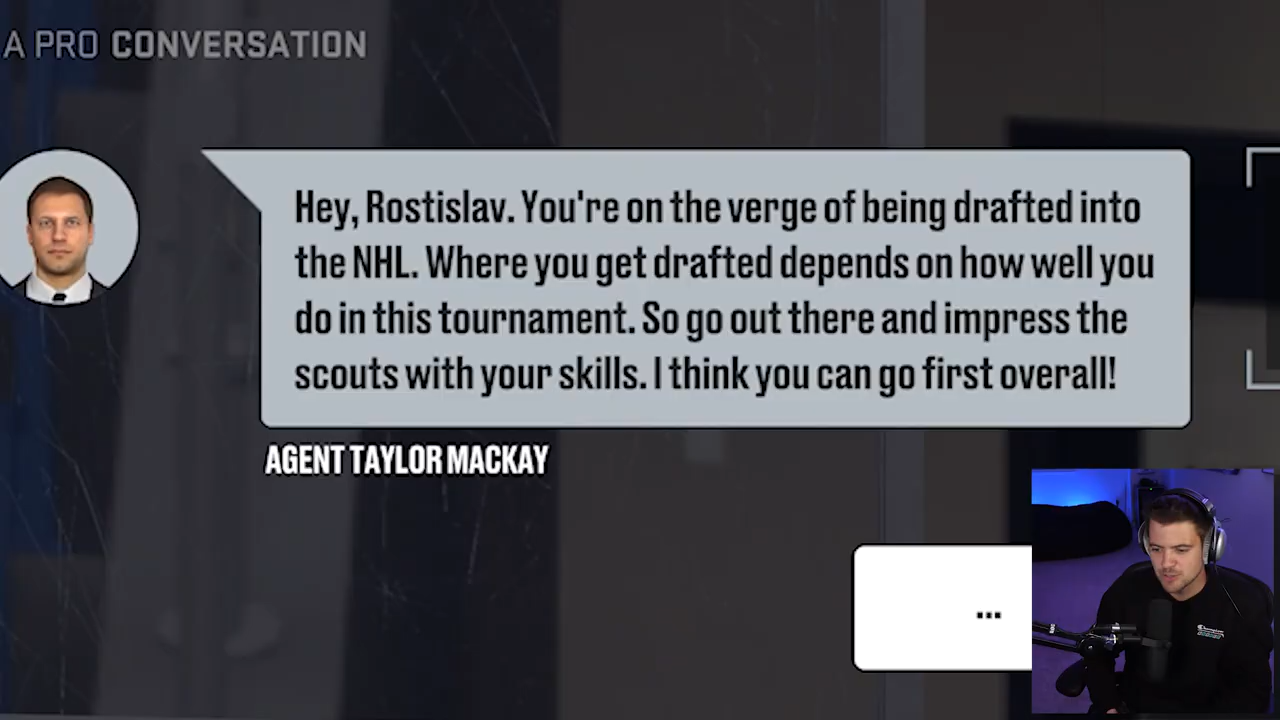 A PRO CONVERSATION
Hey, Rostislav. You're on the verge of being drafted into
the NHL. Where you get drafted depends on how well you
do in this tournament. So go out there and impress the
scouts with your skills. I think you can go first overall!
AGENT TAYLOR MACKAY
...